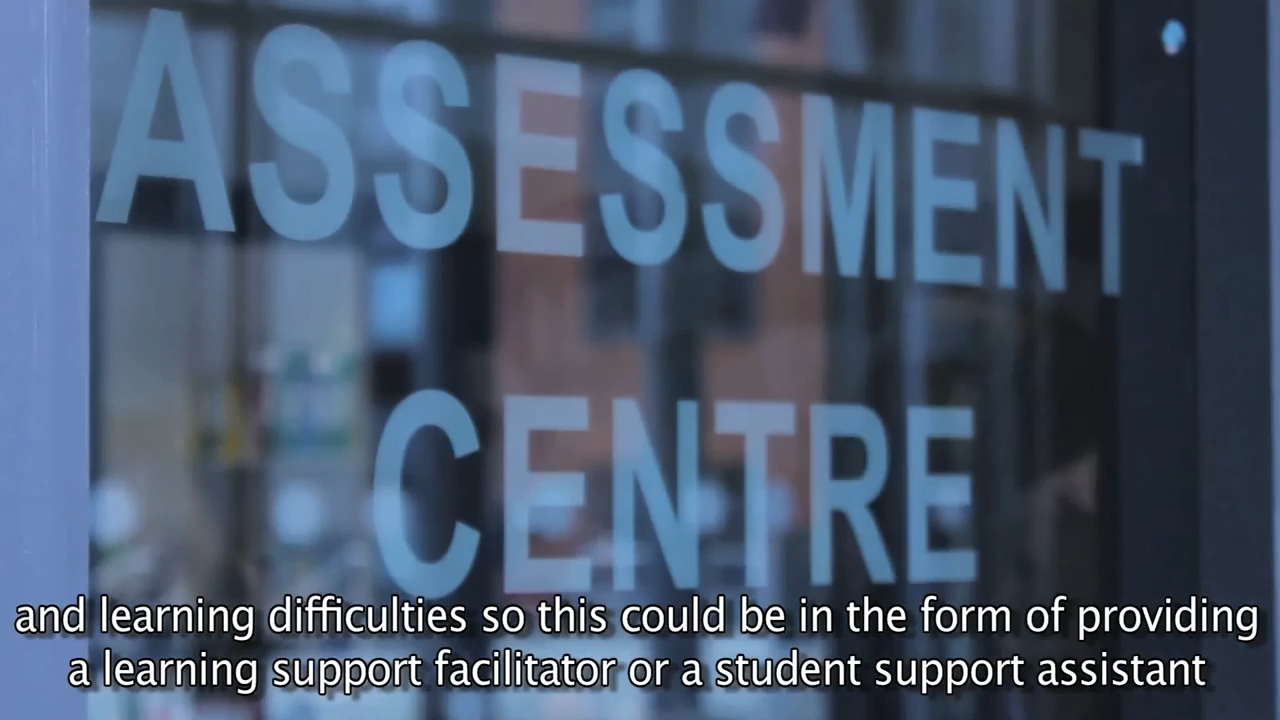 ASSESSMENT
CENTRE
and learning difficulties so this could be in the form of providing
a learning support facilitator or a student support assistant